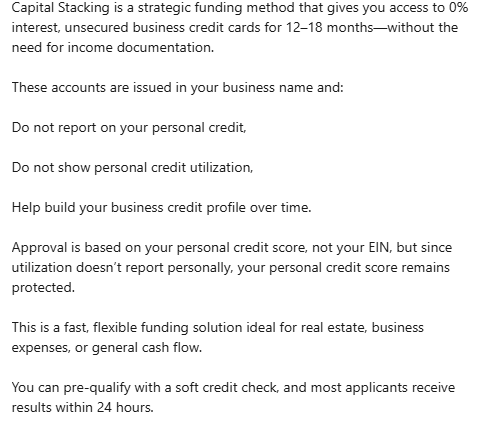 Capital Stacking is a strategic funding method that gives you access to 0%
interest, unsecured business credit cards for 12–18 months—without the
need for income documentation.
These accounts are issued in your business name and:
Do not report on your personal credit,
Do not show personal credit utilization,
Help build your business credit profile over time.
Approval is based on your personal credit score, not your EIN, but since
utilization doesn’t report personally, your personal credit score remains
protected.
This is a fast, flexible funding solution ideal for real estate, business
expenses, or general cash flow.
You can pre-qualify with a soft credit check, and most applicants receive
results within 24 hours.